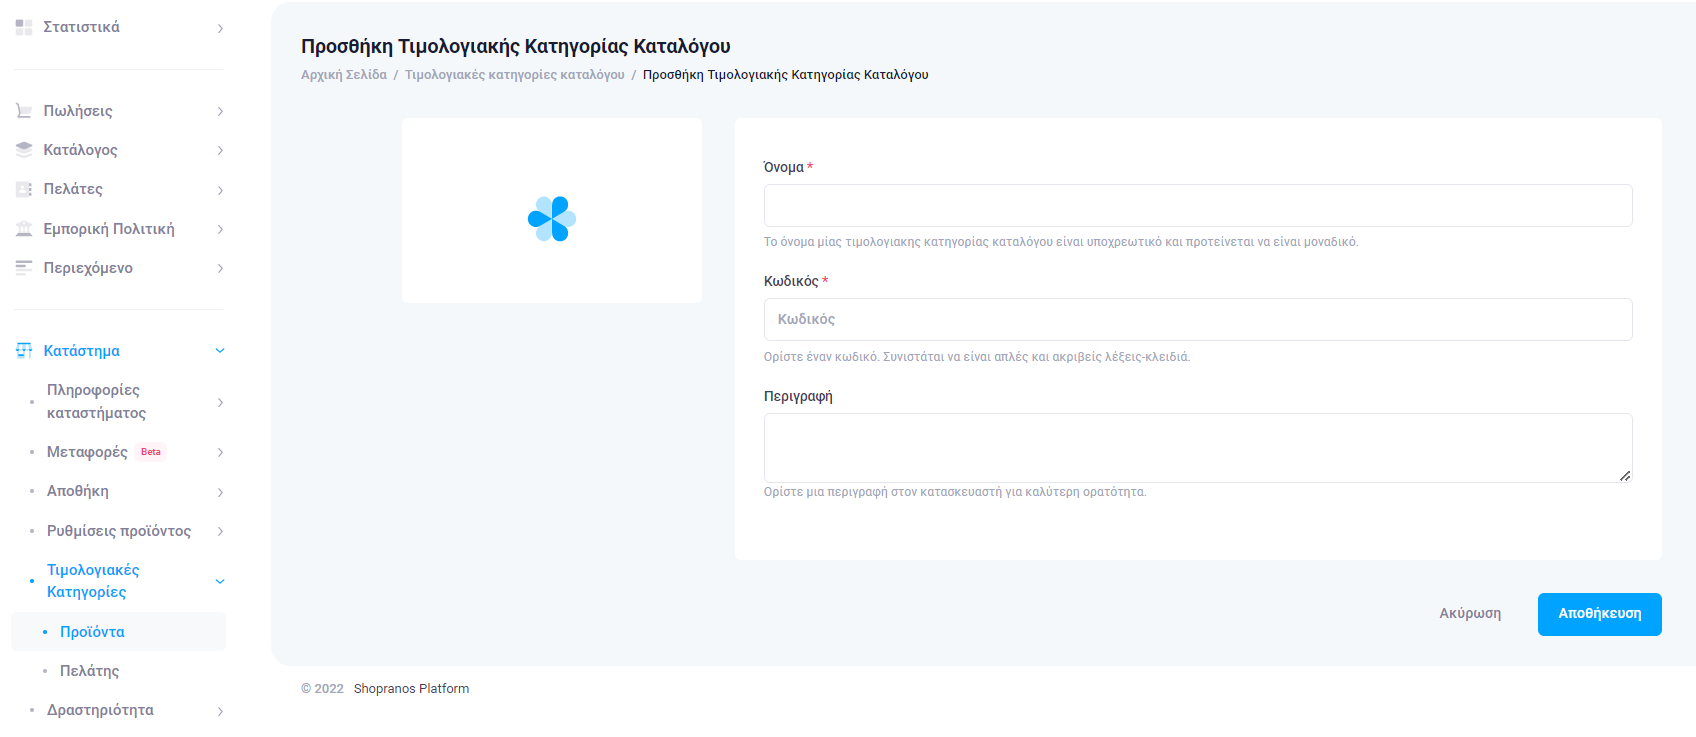 Στατιστικά
Πωλήσεις
Κατάλογος
Πελάτες
Εμπορική Πολιτική
Περιεχόμενο
Κατάστημα
Πληροφορίες
καταστήματος
Μεταφορές Beta
Αποθήκη
Ρυθμίσεις προϊόντος
Τιμολογιακές
Κατηγορίες
Προϊόντα
Πελάτης
Δραστηριότητα
Προσθήκη Τιμολογιακής Κατηγορίας Καταλόγου
Αρχική Σελίδα / Τιμολογιακές κατηγορίες καταλόγου / Προσθήκη Τιμολογιακής Κατηγορίας Καταλόγου
Όνομα *
Το όνομα μίας τιμολογιακης κατηγορίας καταλόγου είναι υποχρεωτικό και προτείνεται να είναι μοναδικό.
Κωδικός *
Κωδικός
Ορίστε έναν κωδικό. Συνιστάται να είναι απλές και ακριβείς λέξεις-κλειδιά.
Περιγραφή
Ορίστε μια περιγραφή στον κατασκευαστή για καλύτερη ορατότητα.
Ακύρωση
Αποθήκευση
© 2022 Shopranos Platform